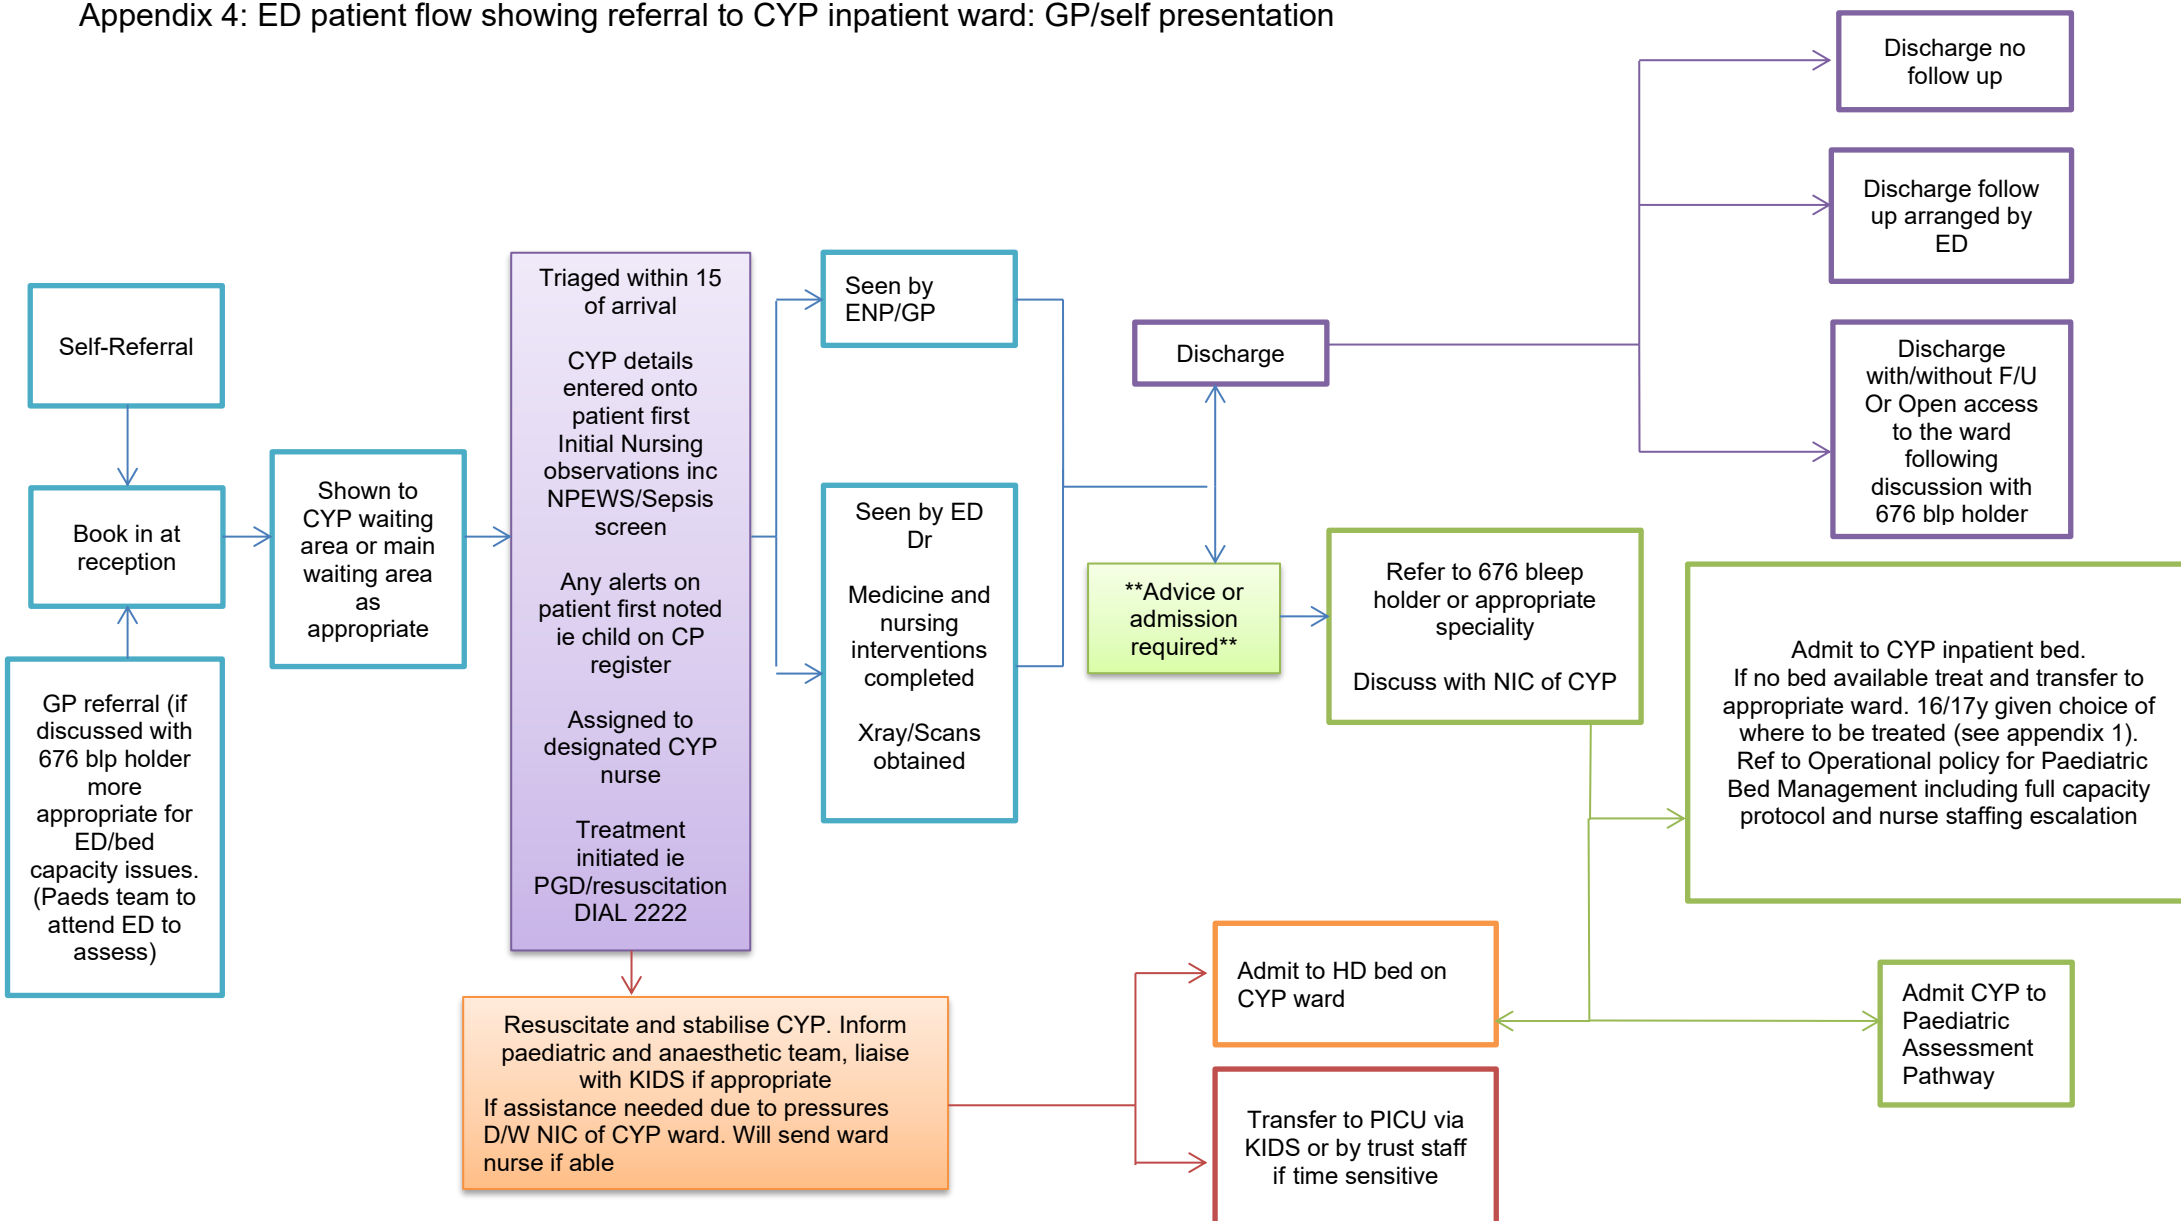 Appendix 4: ED patient flow showing referral to CYP inpatient ward: GP/self presentation
Self-Referral
Book in at
reception
GP referral (if
discussed with
676 blp holder
more
appropriate for
ED/bed
capacity issues.
(Paeds team to
attend ED to
assess)
Shown to
CYP waiting
area or main
waiting area
as
appropriate
Triaged within 15
of arrival
CYP details
entered onto
patient first
Initial Nursing
observations inc
NPEWS/Sepsis
screen
Any alerts on
patient first noted
ie child on CP
register
Assigned to
designated CYP
nurse
Treatment
initiated ie
PGD/resuscitation
DIAL 2222
Seen by
ENP/GP
Seen by ED
Dr
Medicine and
nursing
interventions
completed
Xray/Scans
obtained
Discharge
**Advice or
admission
required**
Discharge no
follow up
Discharge follow
up arranged by
ED
Discharge
with/without F/U
Or Open access
to the ward
following
discussion with
676 blp holder
Refer to 676 bleep
holder or appropriate
speciality
Discuss with NIC of CYP
Admit to CYP inpatient bed.
If no bed available treat and transfer to
appropriate ward. 16/17y given choice of
where to be treated (see appendix 1).
Ref to Operational policy for Paediatric
Bed Management including full capacity
protocol and nurse staffing escalation
Resuscitate and stabilise CYP. Inform
paediatric and anaesthetic team, liaise
with KIDS if appropriate
If assistance needed due to pressures
D/W NIC of CYP ward. Will send ward
nurse if able
Admit to HD bed on
CYP ward
Transfer to PICU via
KIDS or by trust staff
if time sensitive
Admit CYP to
Paediatric
Assessment
Pathway